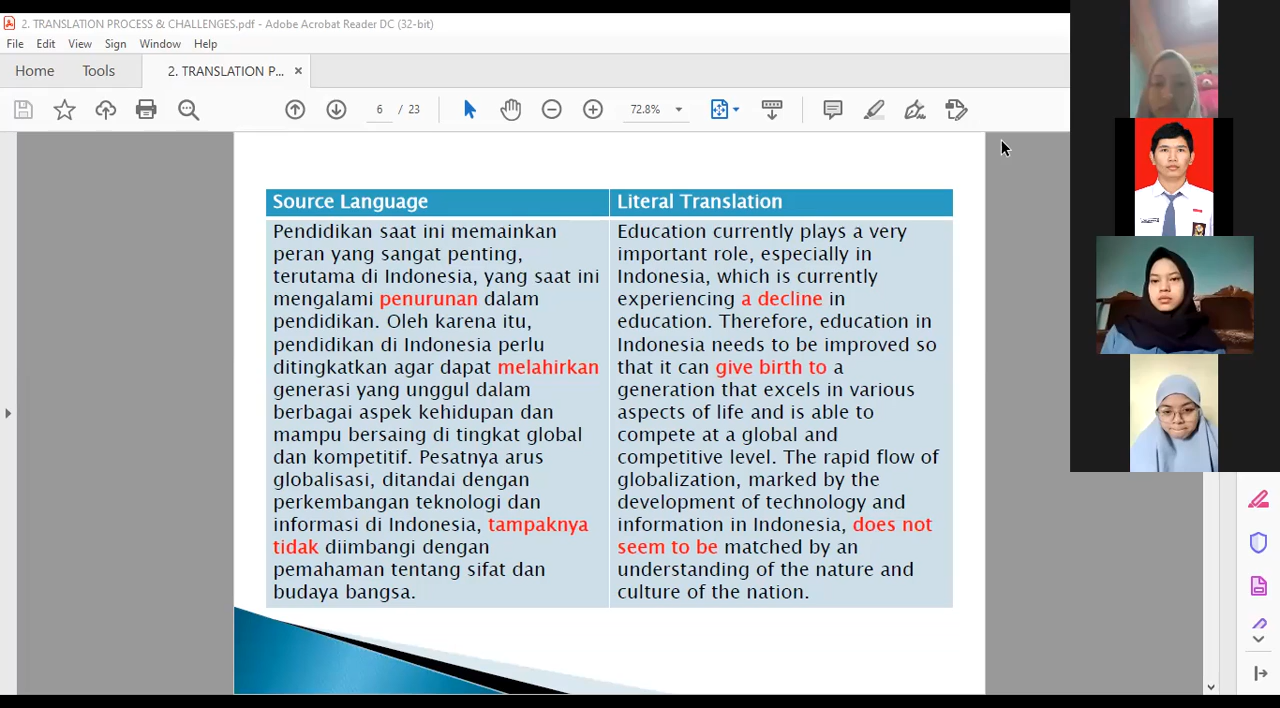 2. TRANSLATION PROCESS & CHALLENGES.pdf - Adobe Acrobat Reader DC (32-bit)
File Edit View Sign Window Help
Home Tools 2. TRANSLATION P... ×
6 / 23 72.8%
Source Language
Pendidikan saat ini memainkan
peran yang sangat penting,
terutama di Indonesia, yang saat ini
mengalami penurunan dalam
pendidikan. Oleh karena itu,
pendidikan di Indonesia perlu
ditingkatkan agar dapat melahirkan
generasi yang unggul dalam
berbagai aspek kehidupan dan
mampu bersaing di tingkat global
dan kompetitif. Pesatnya arus
globalisasi, ditandai dengan
perkembangan teknologi dan
informasi di Indonesia, tampaknya
tidak diimbangi dengan
pemahaman tentang sifat dan
budaya bangsa.
Literal Translation
Education currently plays a very
important role, especially in
Indonesia, which is currently
experiencing a decline in
education. Therefore, education in
Indonesia needs to be improved so
that it can give birth to a
generation that excels in various
aspects of life and is able to
compete at a global and
competitive level. The rapid flow of
globalization, marked by the
development of technology and
information in Indonesia, does not
seem to be matched by an
understanding of the nature and
culture of the nation.